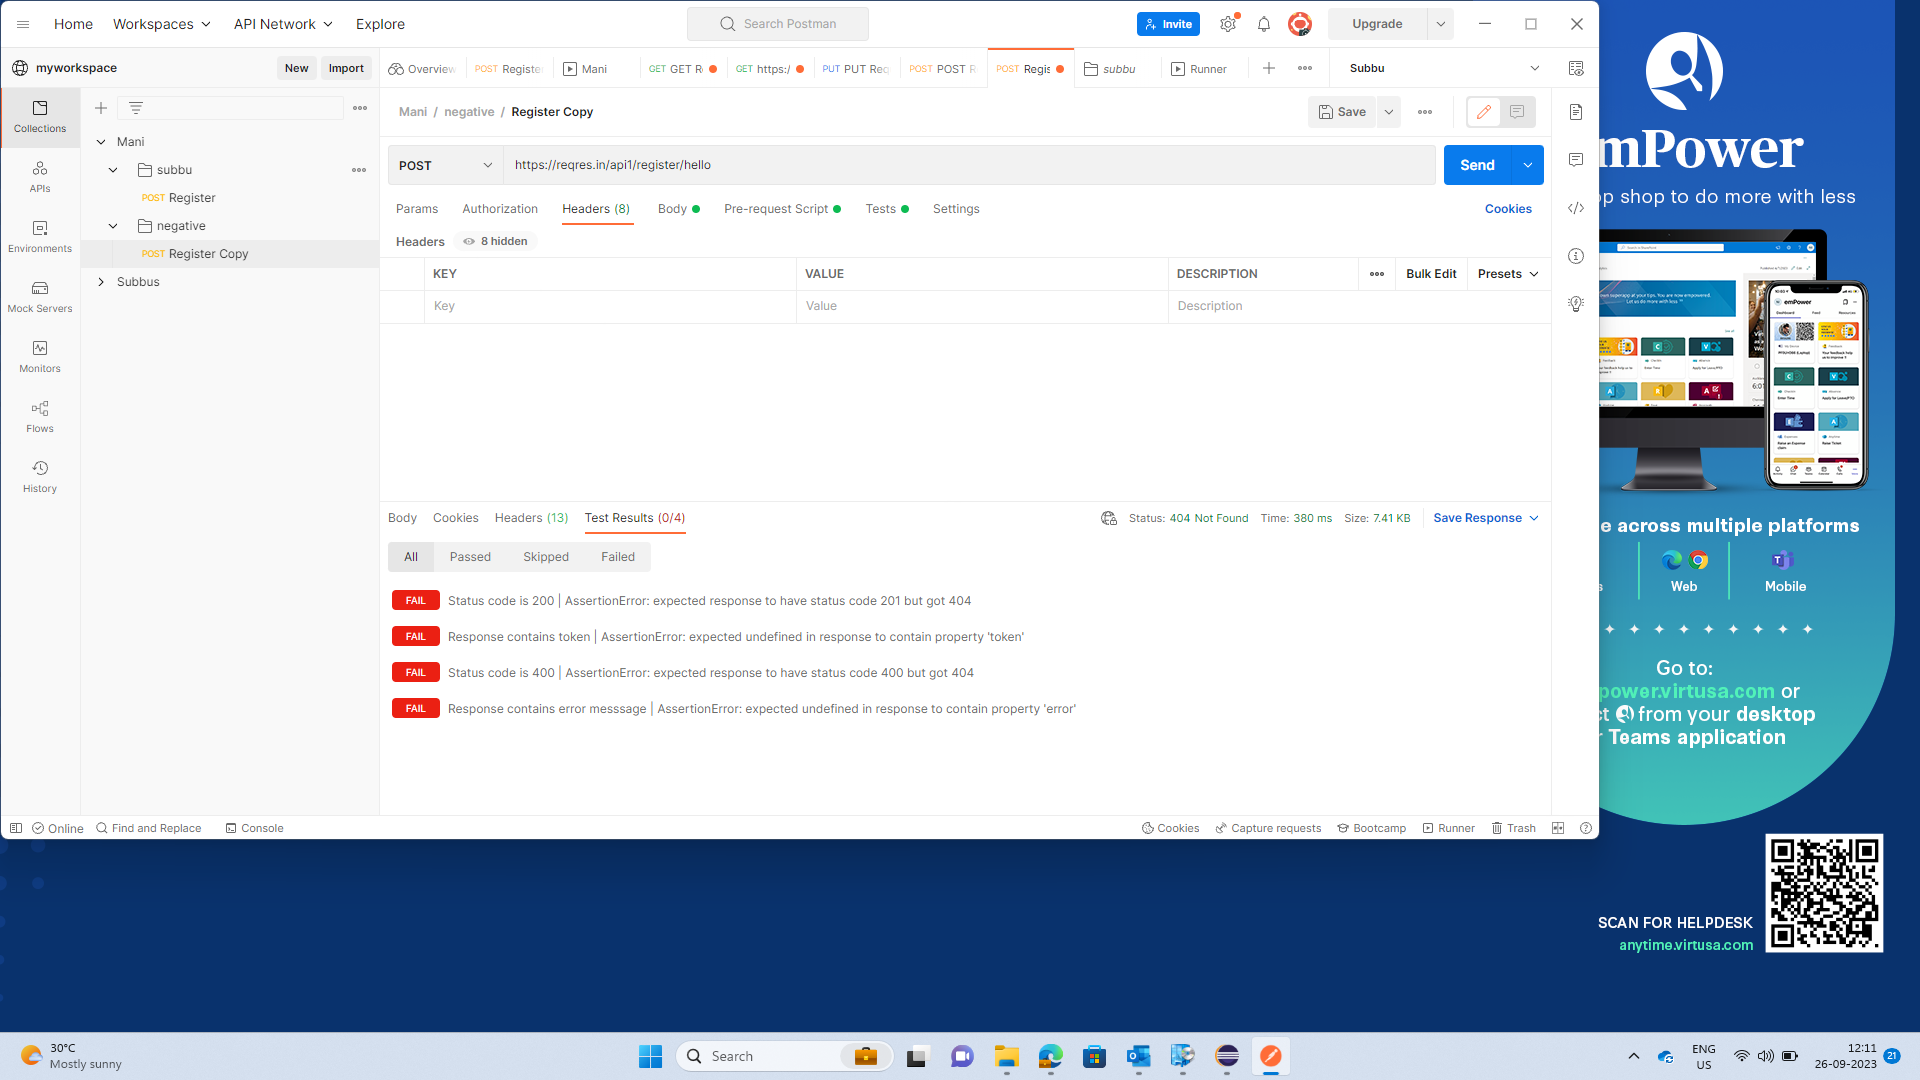 Home
Workspaces
API Network
Explore
Search Postman
Invite
Upgrade
myworkspace
New
Import
Overview
POST Register
Mani
GET GET R
GET https:/
PUT PUT Req
POST POST R
POST Regis
subbu
Runner
Subbu
Collections
APIs
Environments
Mock Servers
Monitors
Flows
History
Mani
subbu
POST Register
negative
POST Register Copy
Subbus
Mani / negative / Register Copy
Save
POST
https://reqres.in/api1/register/hello
Send
Params
Authorization
Headers (8)
Body
Pre-request Script
Tests
Settings
Cookies
Headers
8 hidden
KEY
VALUE
DESCRIPTION
Bulk Edit
Presets
Key
Value
Description
Body
Cookies
Headers (13)
Test Results (0/4)
Status: 404 Not Found
Time: 380 ms
Size: 7.41 KB
Save Response
All
Passed
Skipped
Failed
FAIL Status code is 200 | AssertionError: expected response to have status code 201 but got 404
FAIL Response contains token | AssertionError: expected undefined in response to contain property 'token'
FAIL Status code is 400 | AssertionError: expected response to have status code 400 but got 404
FAIL Response contains error messsage | AssertionError: expected undefined in response to contain property 'error'
Online
Find and Replace
Console
Cookies
Capture requests
Bootcamp
Runner
Trash
mPower
op shop to do more with less
emPower
e across multiple platforms
s
Web
Mobile
Go to:
power.virtusa.com or
ct from your desktop
r Teams application
SCAN FOR HELPDESK
anytime.virtusa.com
30°C
Mostly sunny
Search
ENG
US
12:11
26-09-2023
21